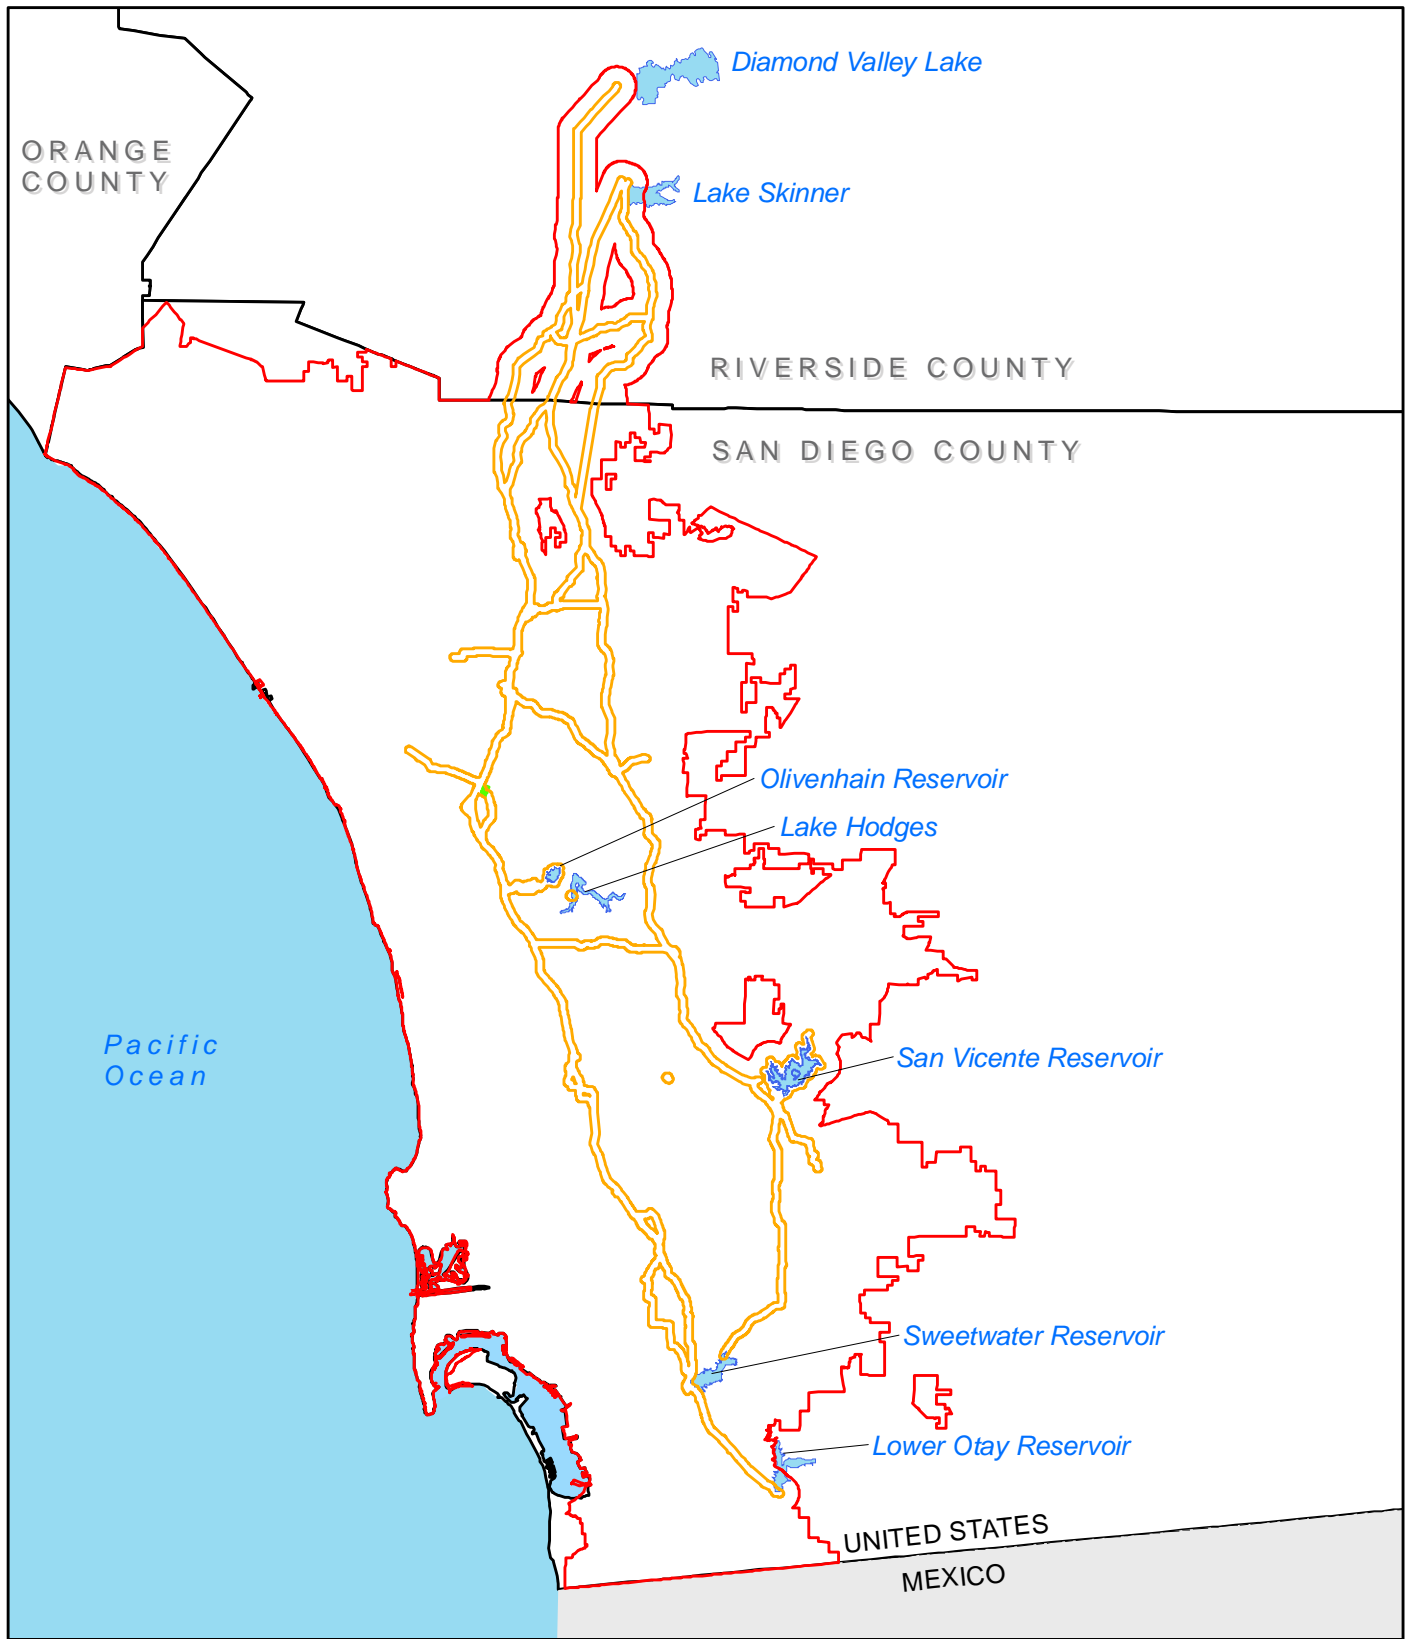 Diamond Valley Lake
ORANGE
COUNTY
Lake Skinner
RIVERSIDE COUNTY
SAN DIEGO COUNTY
Olivenhain Reservoir
Lake Hodges
Pacific
Ocean
San Vicente Reservoir
Sweetwater Reservoir
Lower Otay Reservoir
UNITED STATES
MEXICO